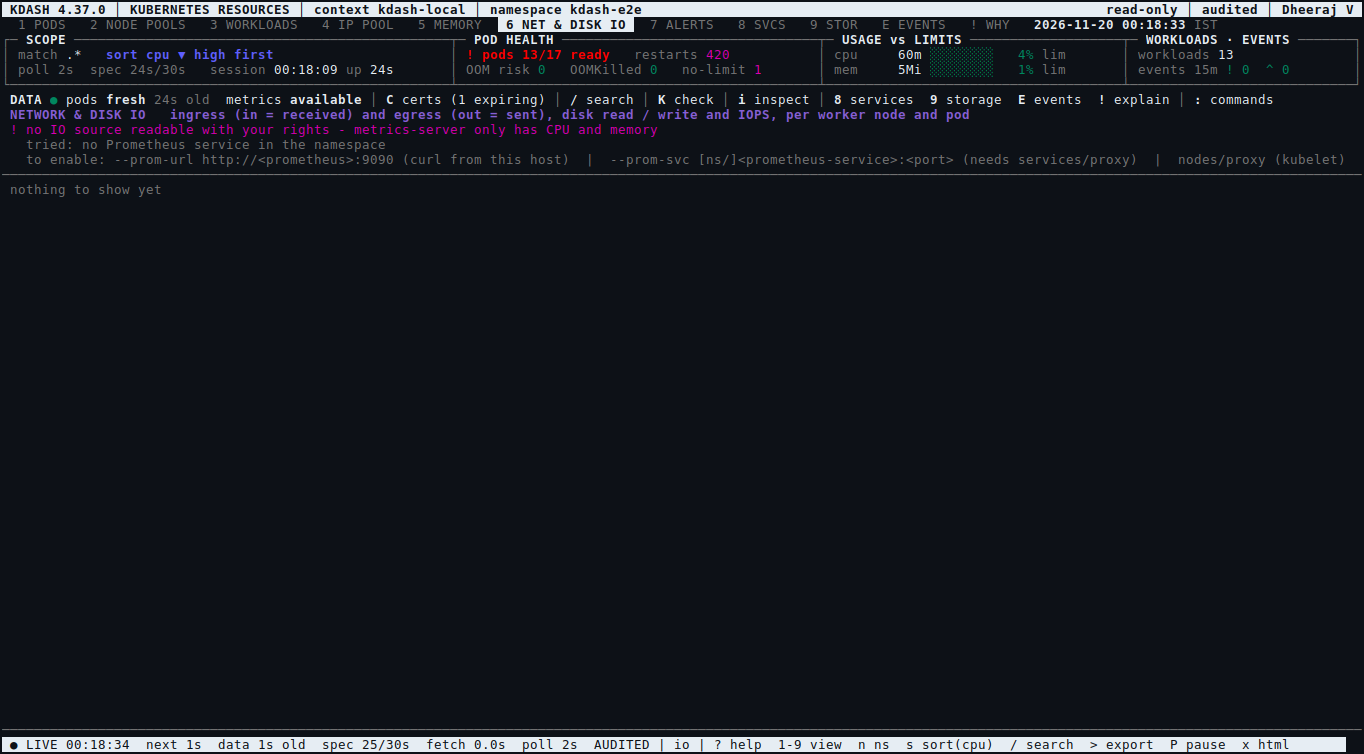 KDASH 4.37.0 │ KUBERNETES RESOURCES │ context kdash-local │ namespace kdash-e2e read-only │ audited │ Dheeraj V
1 PODS 2 NODE POOLS 3 WORKLOADS 4 IP POOL 5 MEMORY 6 NET & DISK IO 7 ALERTS 8 SVCS 9 STOR E EVENTS ! WHY 2026-11-20 00:18:33 IST
SCOPE POD HEALTH USAGE vs LIMITS WORKLOADS · EVENTS
match .* sort cpu ▼ high first │ ! pods 13/17 ready restarts 420 │ cpu 60m 4% lim │ workloads 13
poll 2s spec 24s/30s session 00:18:09 up 24s │ OOM risk 0 OOMKilled 0 no-limit 1 │ mem 5Mi 1% lim │ events 15m ! 0 ^ 0
DATA ● pods fresh 24s old metrics available │ C certs (1 expiring) │ / search │ K check │ i inspect │ 8 services 9 storage E events ! explain │ : commands
NETWORK & DISK IO ingress (in = received) and egress (out = sent), disk read / write and IOPS, per worker node and pod
! no IO source readable with your rights - metrics-server only has CPU and memory
tried: no Prometheus service in the namespace
to enable: --prom-url http://<prometheus>:9090 (curl from this host) | --prom-svc [ns/]<prometheus-service>:<port> (needs services/proxy) | nodes/proxy (kubelet)
nothing to show yet
● LIVE 00:18:34 next 1s data 1s old spec 25/30s fetch 0.0s poll 2s AUDITED | io | ? help 1-9 view n ns s sort(cpu) / search > export P pause x html